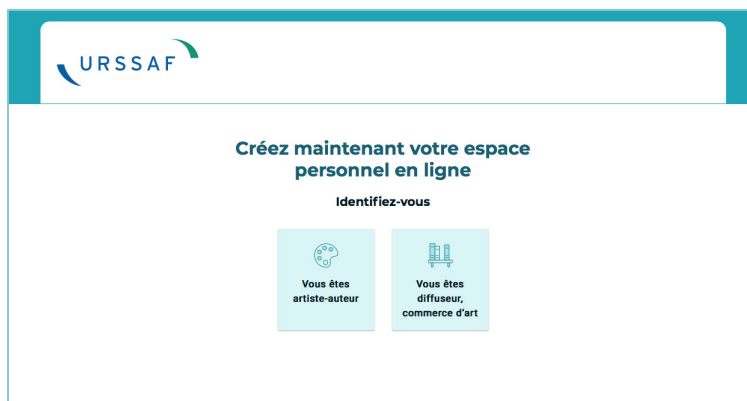 URSSAF
Créez maintenant votre espace
personnel en ligne
Identifiez-vous
Vous êtes
artiste-auteur
Vous êtes
diffuseur,
commerce d'art